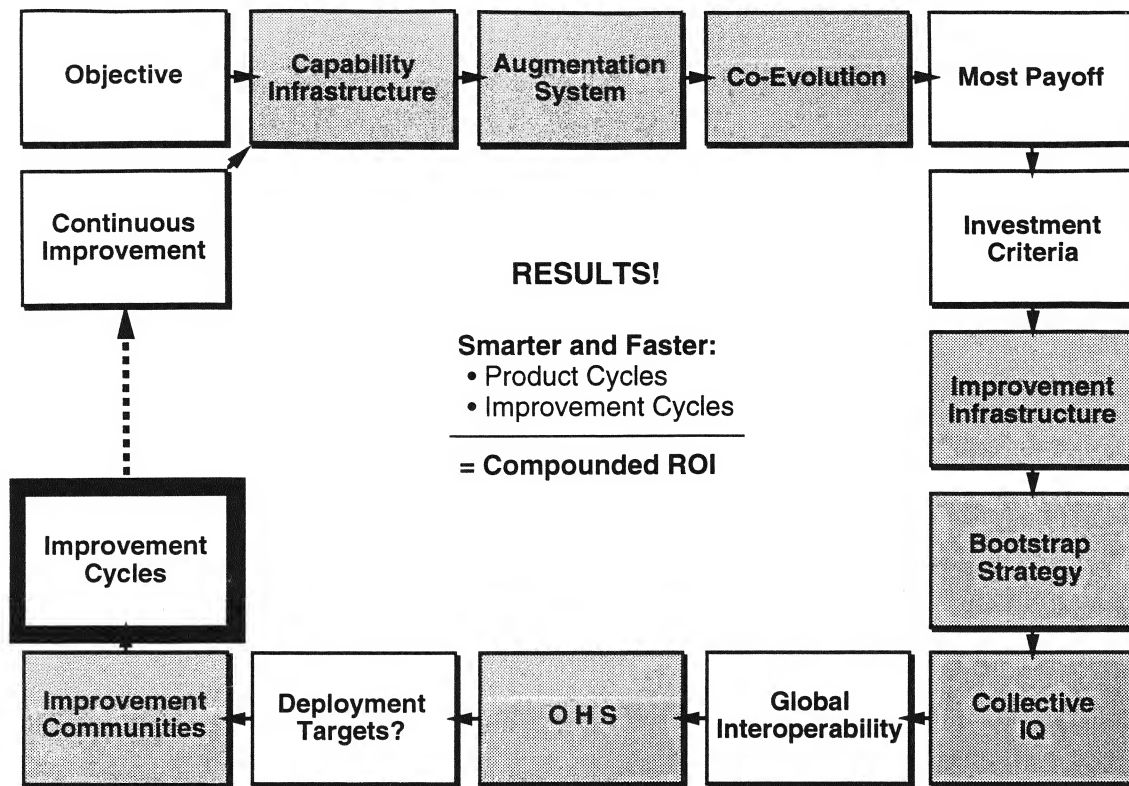 Objective
Capability
Infrastructure
Augmentation
System
Co-Evolution
Most Payoff
Continuous
Improvement
Investment
Criteria
RESULTS!
Smarter and Faster:
• Product Cycles
• Improvement Cycles
= Compounded ROI
Improvement
Infrastructure
Improvement
Cycles
Bootstrap
Strategy
Improvement
Communities
Deployment
Targets?
O H S
Global
Interoperability
Collective
IQ